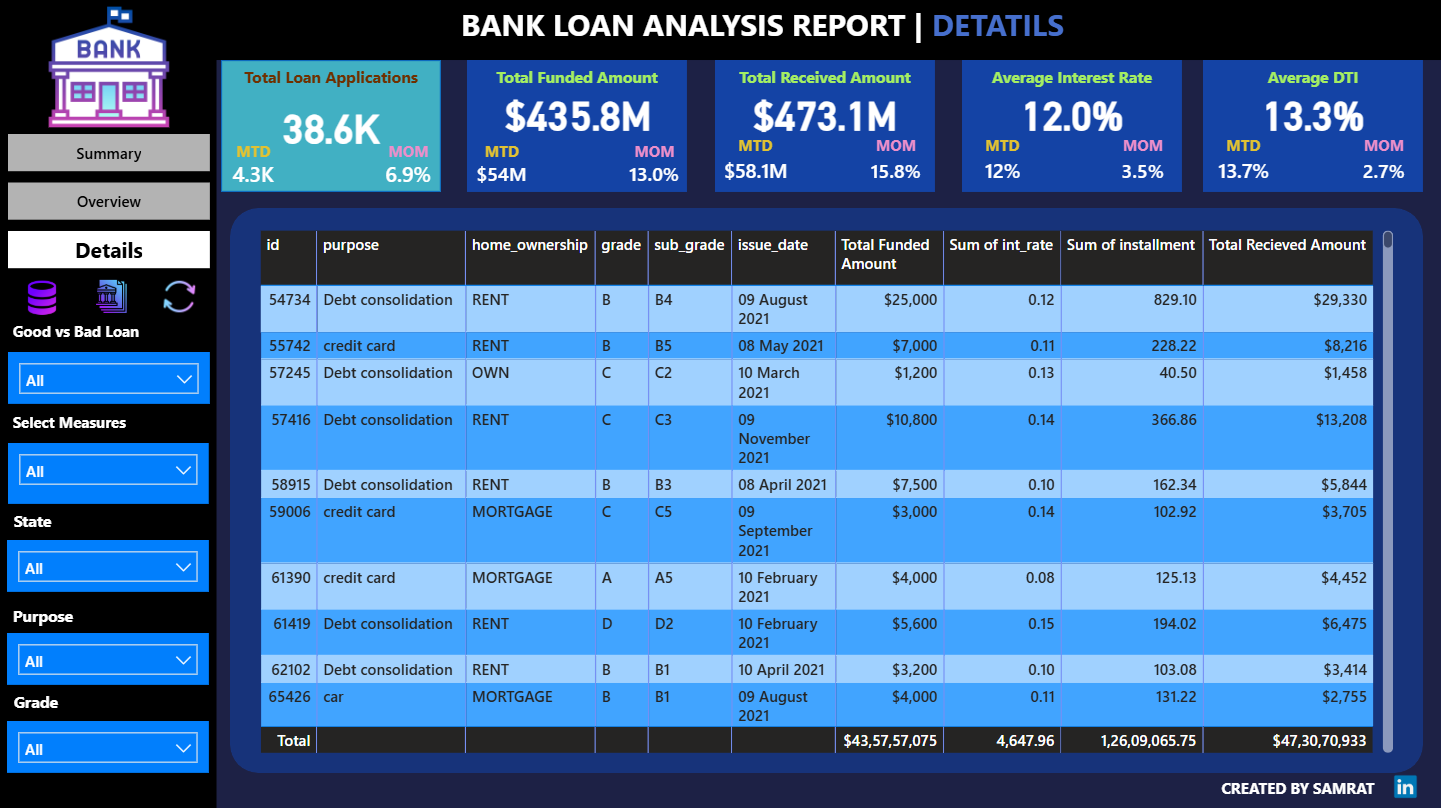 BANK
BANK LOAN ANALYSIS REPORT | DETATILS
Summary
Overview
Details
Good vs Bad Loan
All
Select Measures
All
State
All
Purpose
All
Grade
All
Total Loan Applications
38.6K
MTD MOM
4.3K 6.9%
Total Funded Amount
$435.8M
MTD MOM
$54M 13.0%
Total Received Amount
$473.1M
MTD MOM
$58.1M 15.8%
Average Interest Rate
12.0%
MTD MOM
12% 3.5%
Average DTI
13.3%
MTD MOM
13.7% 2.7%
id purpose home_ownership grade sub_grade issue_date Total Funded Sum of int_rate Sum of installment Total Recieved Amount
Amount
54734 Debt consolidation RENT B B4 09 August $25,000 0.12 829.10 $29,330
2021
55742 credit card RENT B B5 08 May 2021 $7,000 0.11 228.22 $8,216
57245 Debt consolidation OWN C C2 10 March $1,200 0.13 40.50 $1,458
2021
57416 Debt consolidation RENT C C3 09 $10,800 0.14 366.86 $13,208
November
2021
58915 Debt consolidation RENT B B3 08 April 2021 $7,500 0.10 162.34 $5,844
59006 credit card MORTGAGE C C5 09 $3,000 0.14 102.92 $3,705
September
2021
61390 credit card MORTGAGE A A5 10 February $4,000 0.08 125.13 $4,452
2021
61419 Debt consolidation RENT D D2 10 February $5,600 0.15 194.02 $6,475
2021
62102 Debt consolidation RENT B B1 10 April 2021 $3,200 0.10 103.08 $3,414
65426 car MORTGAGE B B1 09 August $4,000 0.11 131.22 $2,755
2021
Total $43,57,57,075 4,647.96 1,26,09,065.75 $47,30,70,933
CREATED BY SAMRAT in